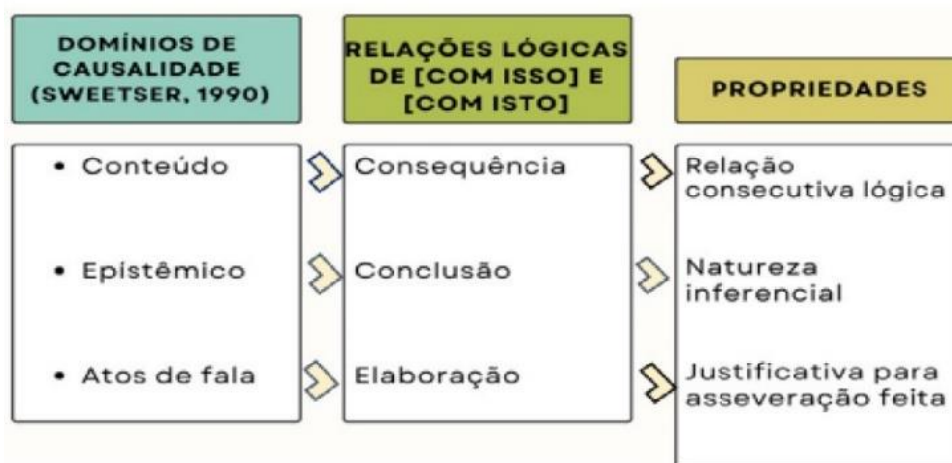 DOMÍNIOS DE
CAUSALIDADE
(SWEETSER, 1990)
RELAÇÕES LÓGICAS
DE [COM ISSO] E
[COM ISTO]
PROPRIEDADES
• Conteúdo
Consequência
Relação
consecutiva lógica
• Epistêmico
Conclusão
Natureza
inferencial
• Atos de fala
Elaboração
Justificativa para
asseveração feita